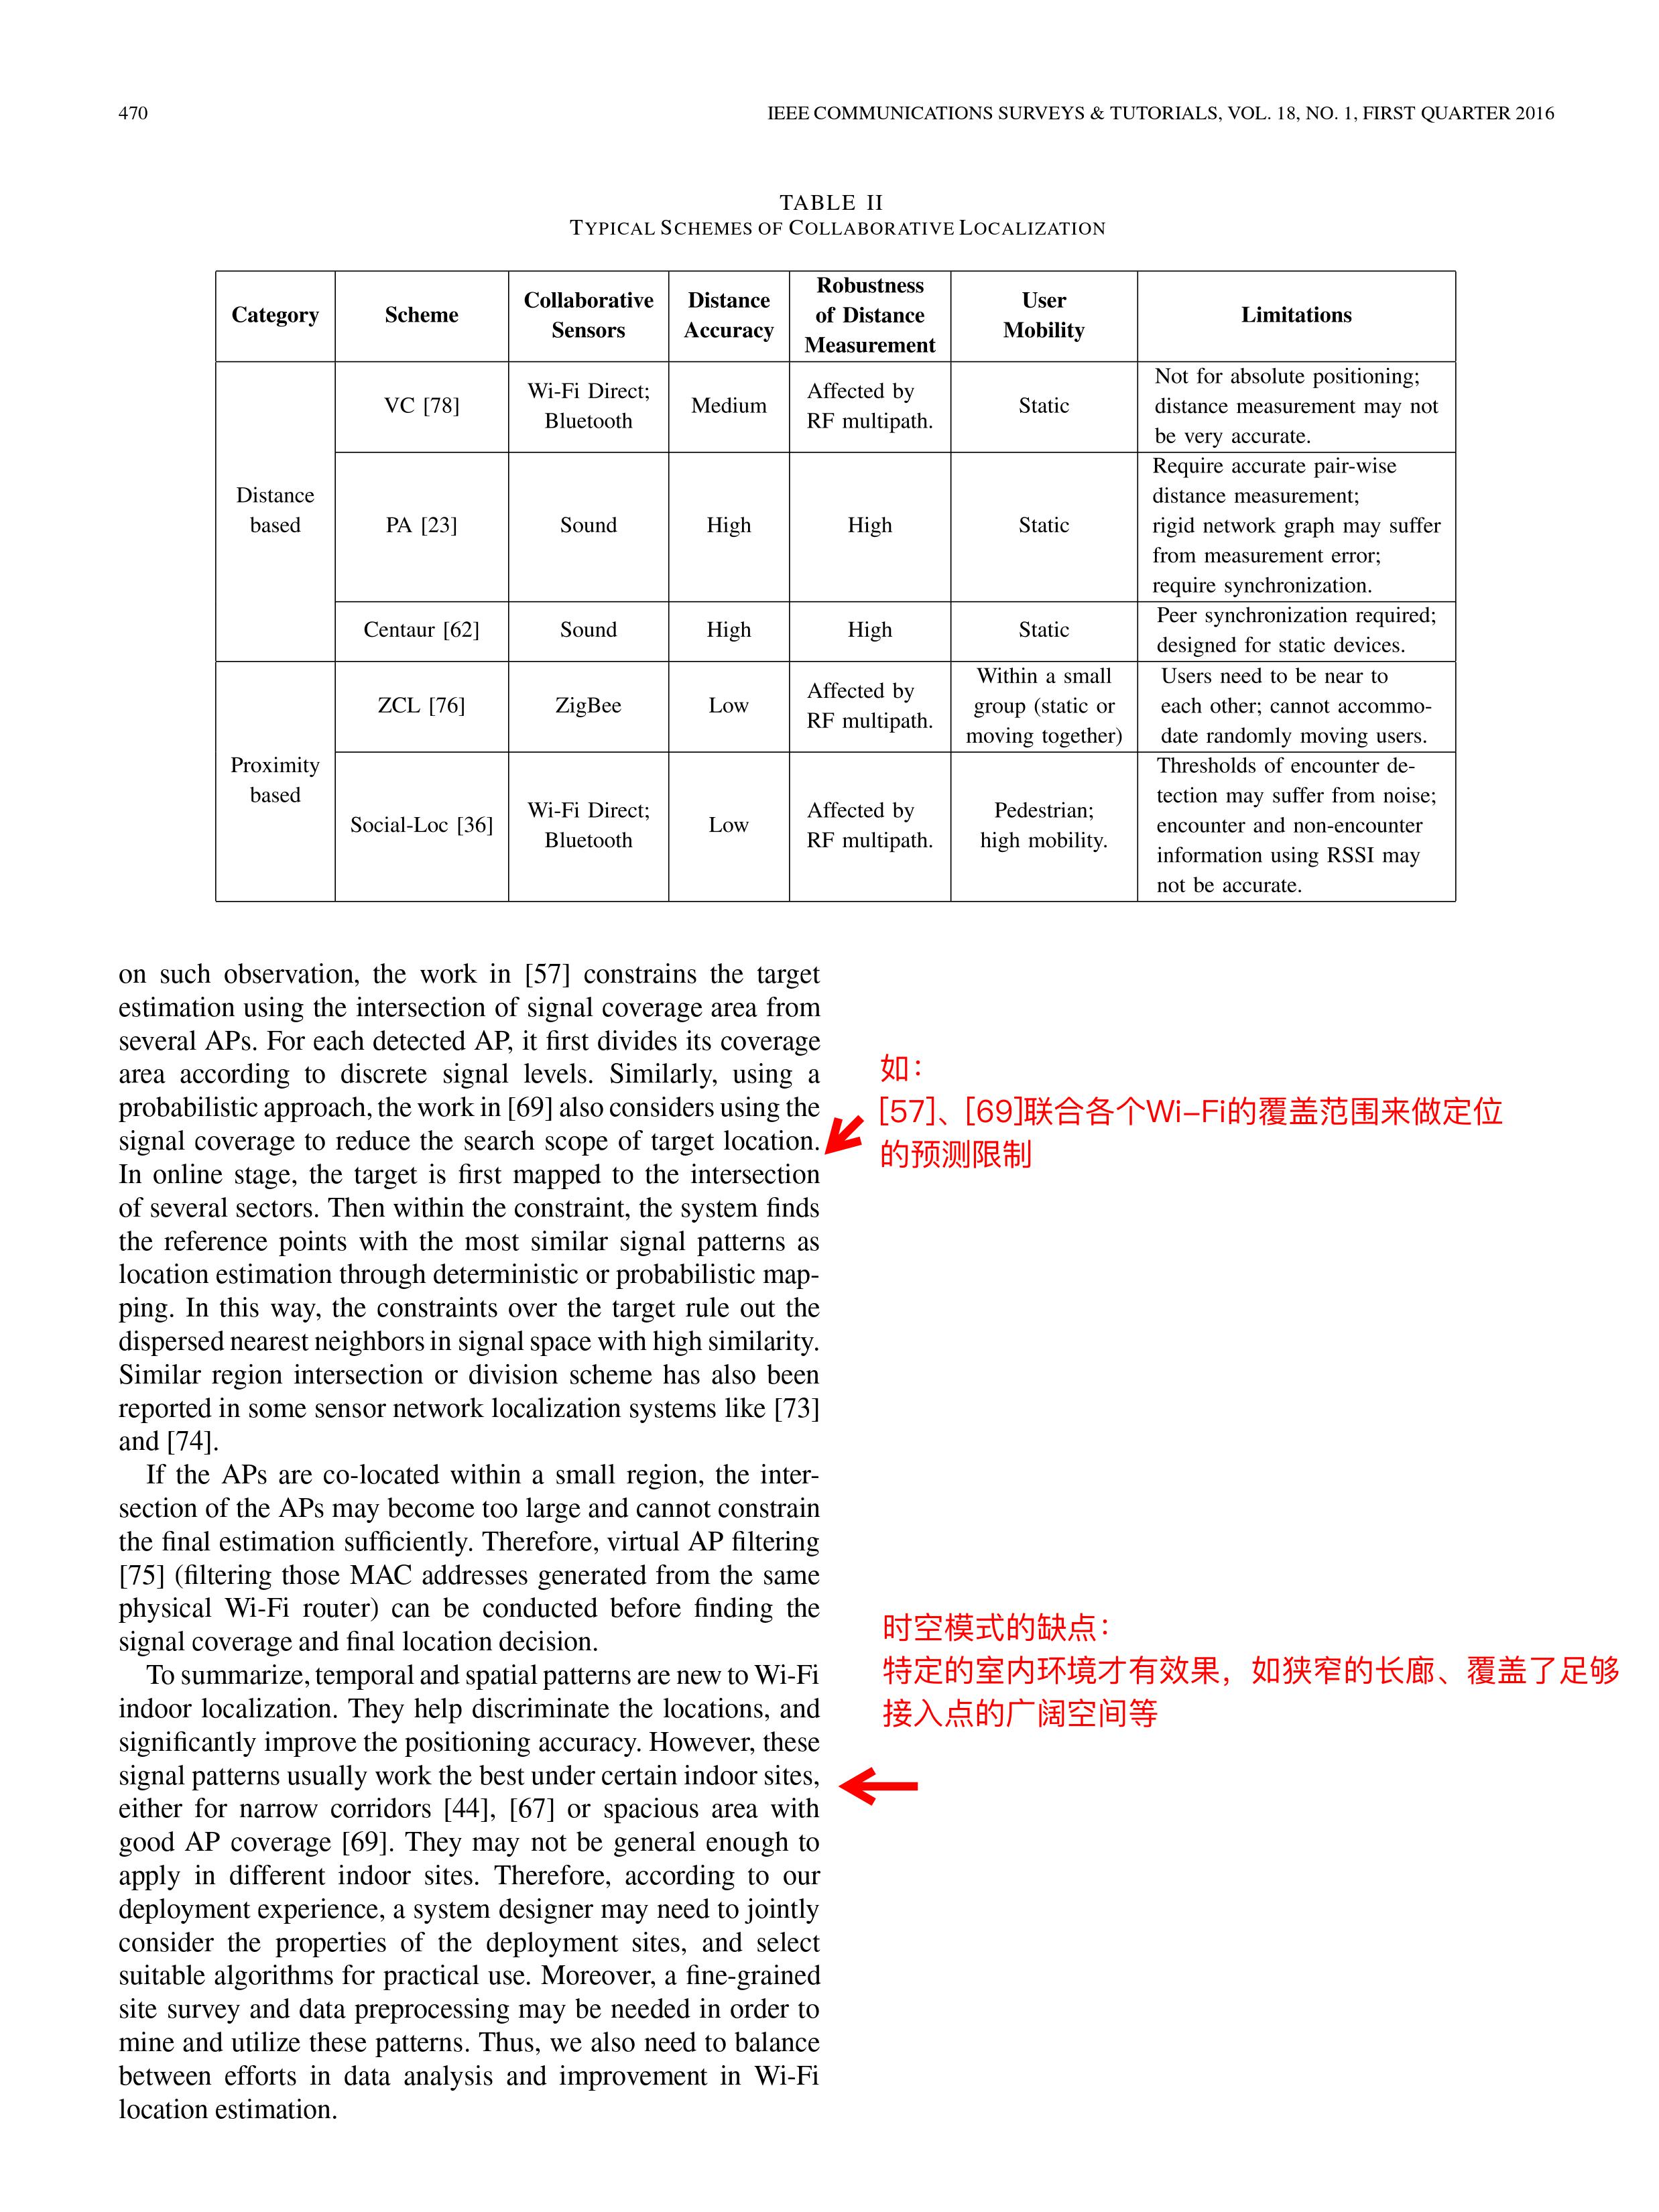 470
IEEE COMMUNICATIONS SURVEYS & TUTORIALS, VOL. 18, NO. 1, FIRST QUARTER 2016
TABLE II
TYPICAL SCHEMES OF COLLABORATIVE LOCALIZATION
Category
Scheme
Collaborative
Sensors
Distance
Accuracy
Robustness
of Distance
Measurement
User
Mobility
Limitations
Distance
based
VC [78]
Wi-Fi Direct;
Bluetooth
Medium
Affected by
RF multipath.
Static
Not for absolute positioning;
distance measurement may not
be very accurate.
PA [23]
Sound
High
High
Static
Require accurate pair-wise
distance measurement;
rigid network graph may suffer
from measurement error;
require synchronization.
Centaur [62]
Sound
High
High
Static
Peer synchronization required;
designed for static devices.
Proximity
based
ZCL [76]
ZigBee
Low
Affected by
RF multipath.
Within a small
group (static or
moving together)
Users need to be near to
each other; cannot accommo-
date randomly moving users.
Social-Loc [36]
Wi-Fi Direct;
Bluetooth
Low
Affected by
RF multipath.
Pedestrian;
high mobility.
Thresholds of encounter de-
tection may suffer from noise;
encounter and non-encounter
information using RSSI may
not be accurate.
on such observation, the work in [57] constrains the target
estimation using the intersection of signal coverage area from
several APs. For each detected AP, it first divides its coverage
area according to discrete signal levels. Similarly, using a
probabilistic approach, the work in [69] also considers using the
signal coverage to reduce the search scope of target location.
In online stage, the target is first mapped to the intersection
of several sectors. Then within the constraint, the system finds
the reference points with the most similar signal patterns as
location estimation through deterministic or probabilistic map-
ping. In this way, the constraints over the target rule out the
dispersed nearest neighbors in signal space with high similarity.
Similar region intersection or division scheme has also been
reported in some sensor network localization systems like [73]
and [74].
If the APs are co-located within a small region, the inter-
section of the APs may become too large and cannot constrain
the final estimation sufficiently. Therefore, virtual AP filtering
[75] (filtering those MAC addresses generated from the same
physical Wi-Fi router) can be conducted before finding the
signal coverage and final location decision.
To summarize, temporal and spatial patterns are new to Wi-Fi
indoor localization. They help discriminate the locations, and
significantly improve the positioning accuracy. However, these
signal patterns usually work the best under certain indoor sites,
either for narrow corridors [44], [67] or spacious area with
good AP coverage [69]. They may not be general enough to
apply in different indoor sites. Therefore, according to our
deployment experience, a system designer may need to jointly
consider the properties of the deployment sites, and select
suitable algorithms for practical use. Moreover, a fine-grained
site survey and data preprocessing may be needed in order to
mine and utilize these patterns. Thus, we also need to balance
between efforts in data analysis and improvement in Wi-Fi
location estimation.
如：
[57]、[69]联合各个Wi–Fi的覆盖范围来做定位
的预测限制
时空模式的缺点：
特定的室内环境才有效果，如狭窄的长廊、覆盖了足够
接入点的广阔空间等